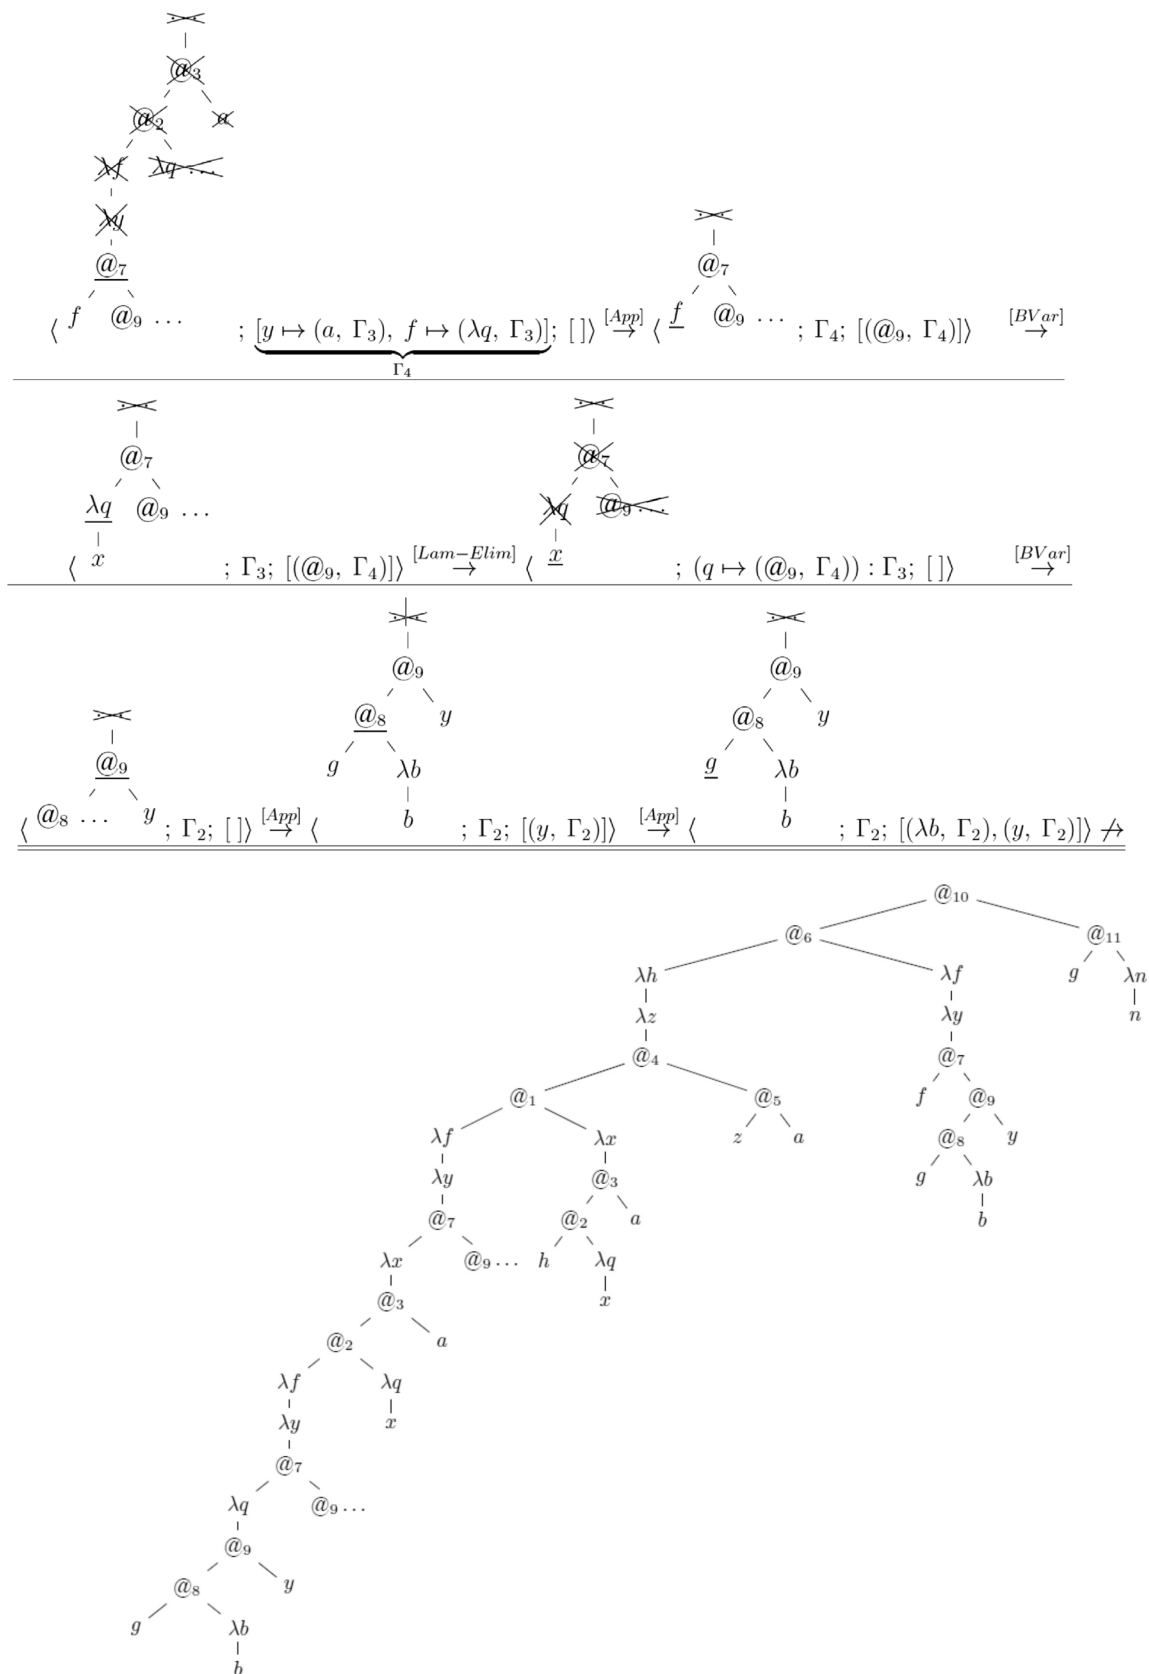 ⋱
@₃
@₂ a
λf λq ...
λy
@₇
⟨ f @₉ ... ; [y ↦ (a, Γ₃), f ↦ (λq, Γ₃)]; [ ]⟩ [App] →
Γ₄
⋱
@₇
⟨ f @₉ ... ; Γ₄; [(@₉, Γ₄)]⟩ [BVar] →
⋱
@₇
λq @₉ ...
⟨ x ; Γ₃; [(@₉, Γ₄)]⟩ [Lam−Elim] →
⋱
@₇
λq @₉ ...
⟨ x ; (q ↦ (@₉, Γ₄)) : Γ₃; [ ]⟩ [BVar] →
⋱
@₉
⟨ @₈ ... y ; Γ₂; [ ]⟩ [App] →
⋱
@₉
@₈ y
g λb
⟨ b ; Γ₂; [(y, Γ₂)]⟩ [App] →
⋱
@₉
@₈ y
g λb
⟨ b ; Γ₂; [(λb, Γ₂), (y, Γ₂)]⟩ ↛
@₁₀
@₆ @₁₁
λh λf g λn
λz λy n
@₄ @₇
@₁ @₅ f @₉
λf λx z a @₈ y
λy @₃ g λb
@₇ @₂ a b
λx @₉ ... h λq
@₃ x
@₂ a
λf λq
λy x
@₇
λq @₉ ...
@₉
@₈ y
g λb
b